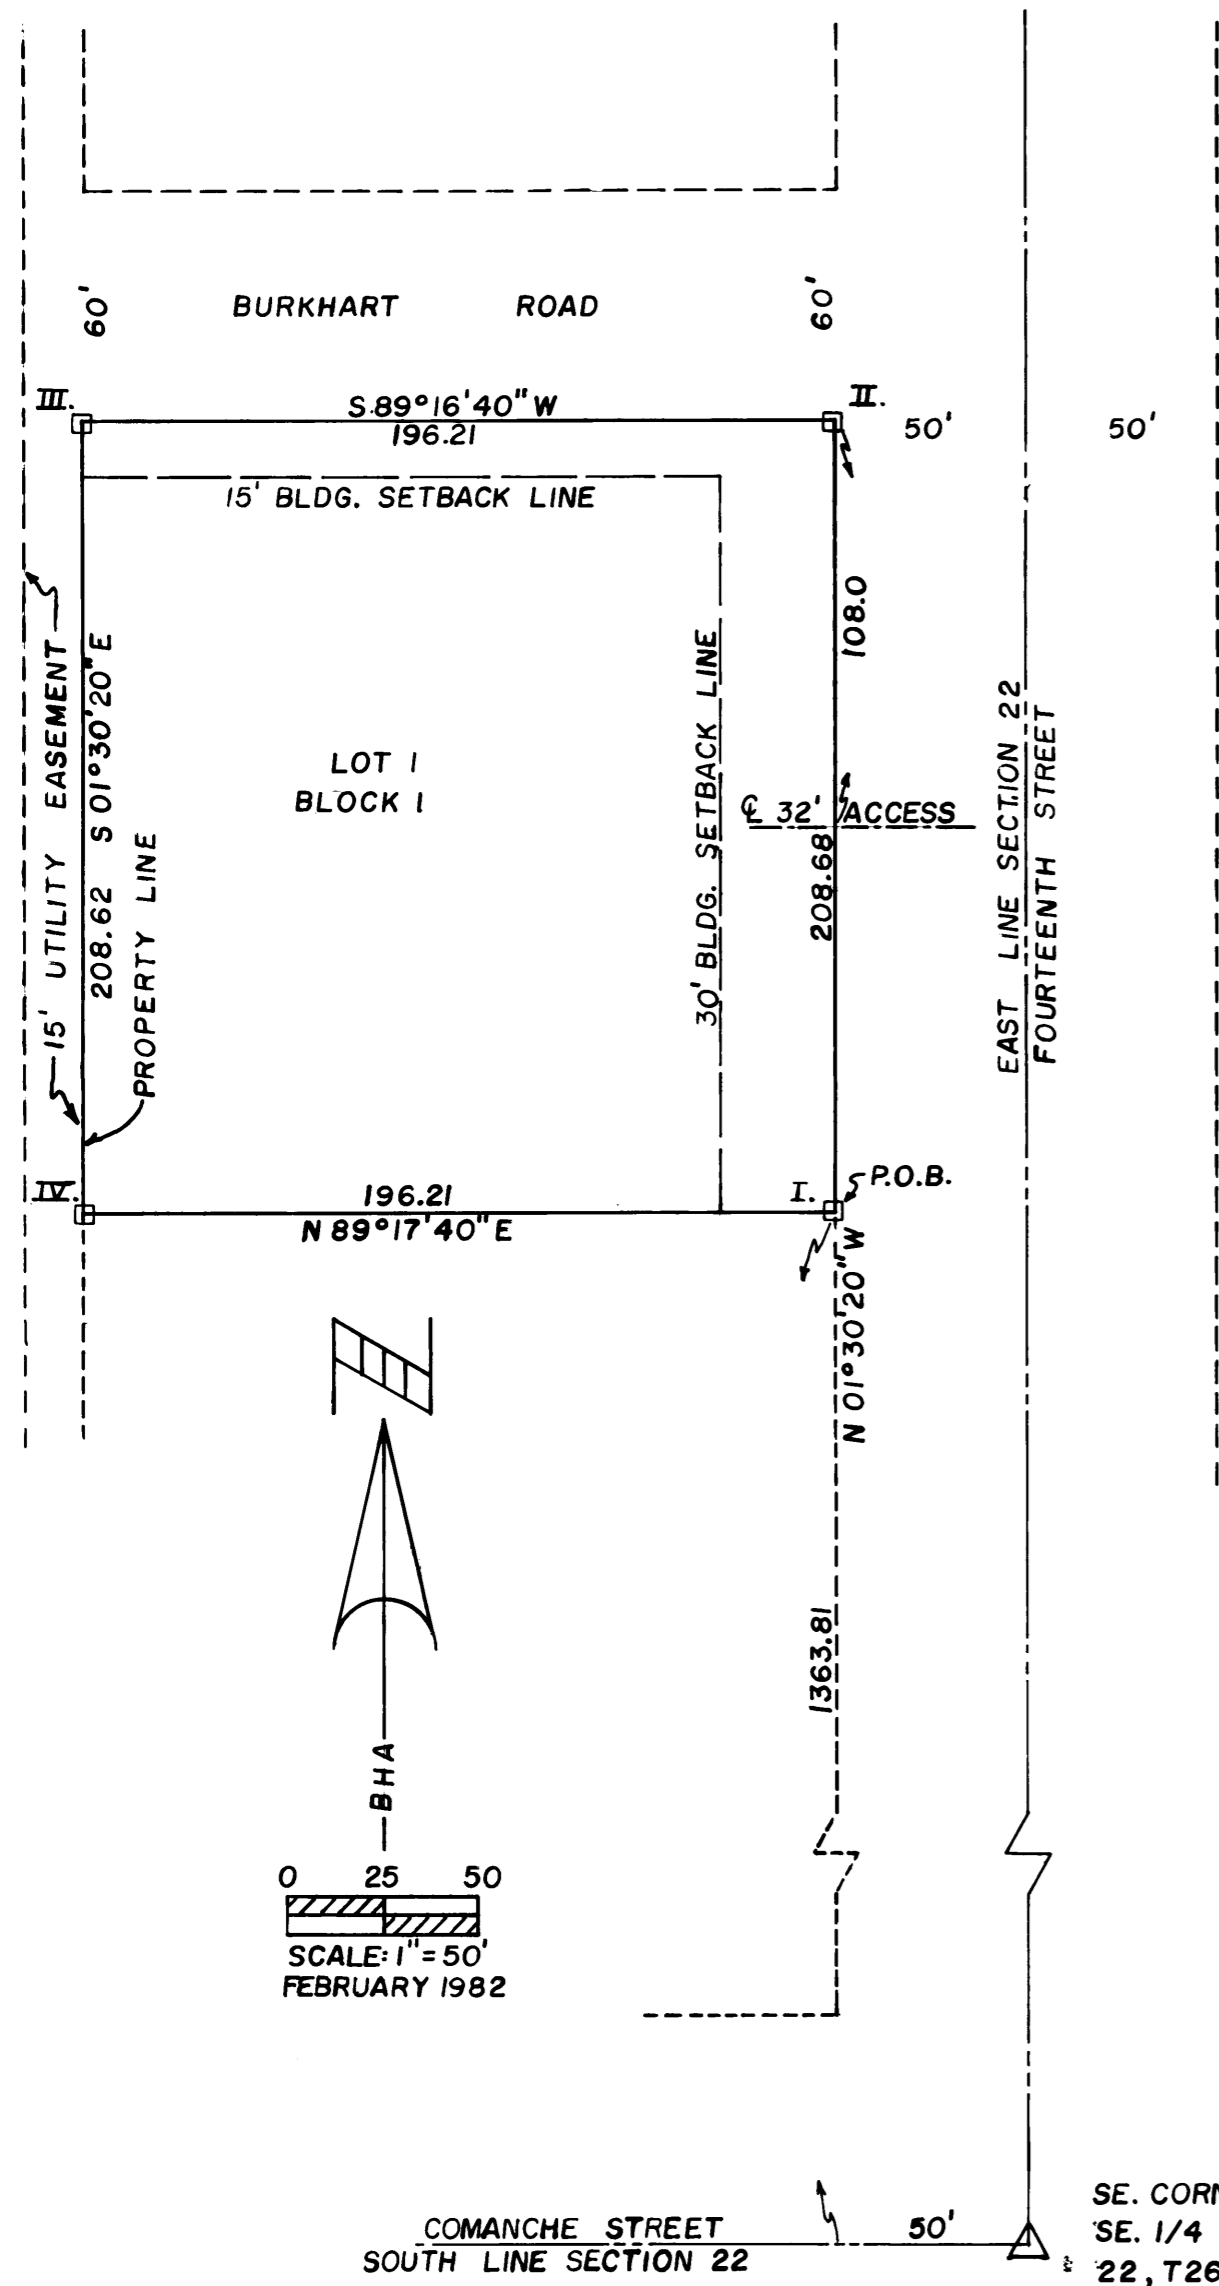 60'
BURKHART ROAD
60'
III.
S.89°16'40" W
196.21
II.
50'
50'
15' BLDG. SETBACK LINE
15' UTILITY EASEMENT
208.62 S 01°30'20" E
PROPERTY LINE
LOT 1
BLOCK 1
30' BLDG. SETBACK LINE
108.0
℄ 32' ACCESS
208.68
EAST LINE SECTION 22
FOURTEENTH STREET
IV.
196.21
N 89°17'40" E
I.
P.O.B.
N 01°30'20" W
1363.81
N
BHA
0 25 50
SCALE: 1" = 50'
FEBRUARY 1982
COMANCHE STREET
SOUTH LINE SECTION 22
50'
SE. CORN
SE. 1/4
22, T26